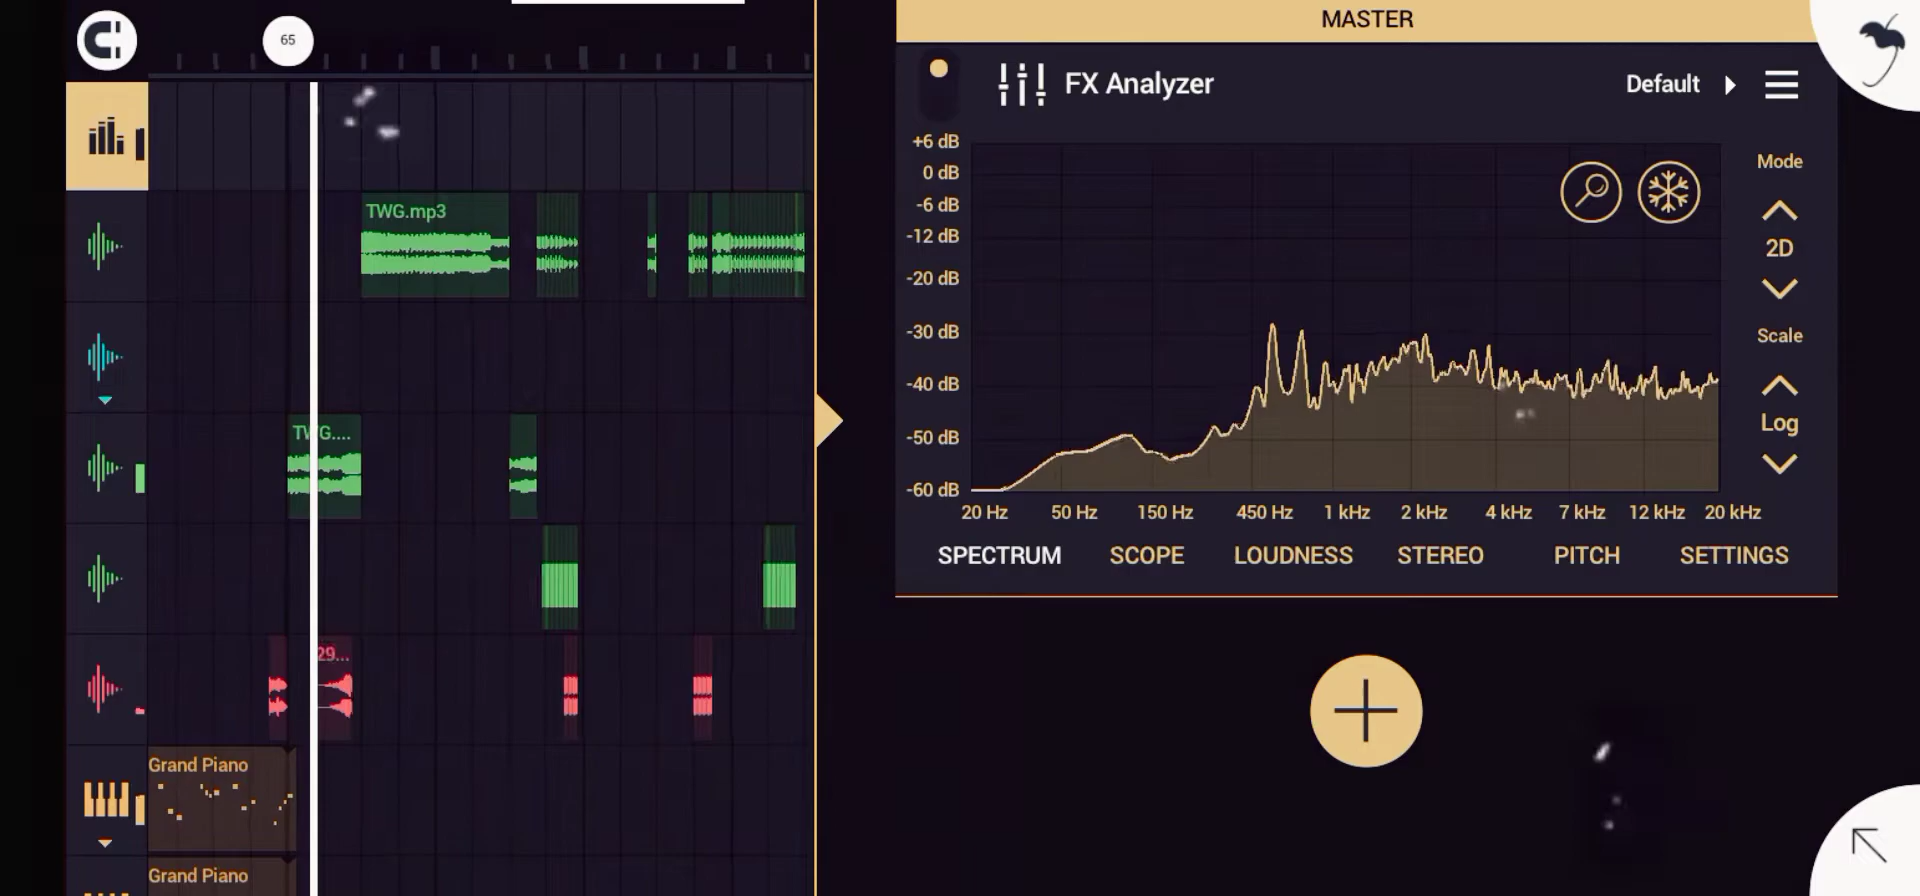 MASTER
65
FX Analyzer
Default
+6 dB
0 dB
-6 dB
-12 dB
-20 dB
-30 dB
-40 dB
-50 dB
-60 dB
20 Hz
50 Hz
150 Hz
450 Hz
1 kHz
2 kHz
4 kHz
7 kHz
12 kHz
20 kHz
Mode
2D
Scale
Log
SPECTRUM
SCOPE
LOUDNESS
STEREO
PITCH
SETTINGS
TWG.mp3
TWG....
29...
Grand Piano
Grand Piano